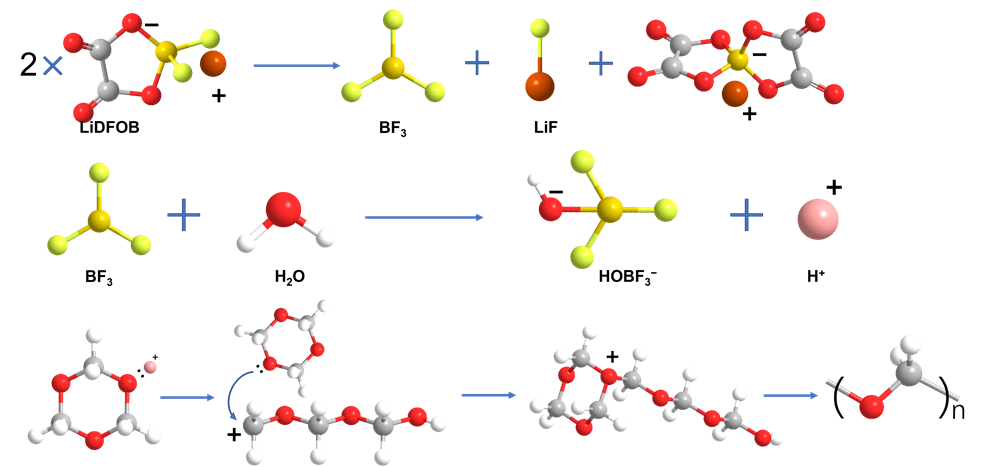 2 × − + + + − +
LiDFOB BF₃ LiF
+ − + +
BF₃ H₂O HOBF₃⁻ H⁺
: + : + + ( )n